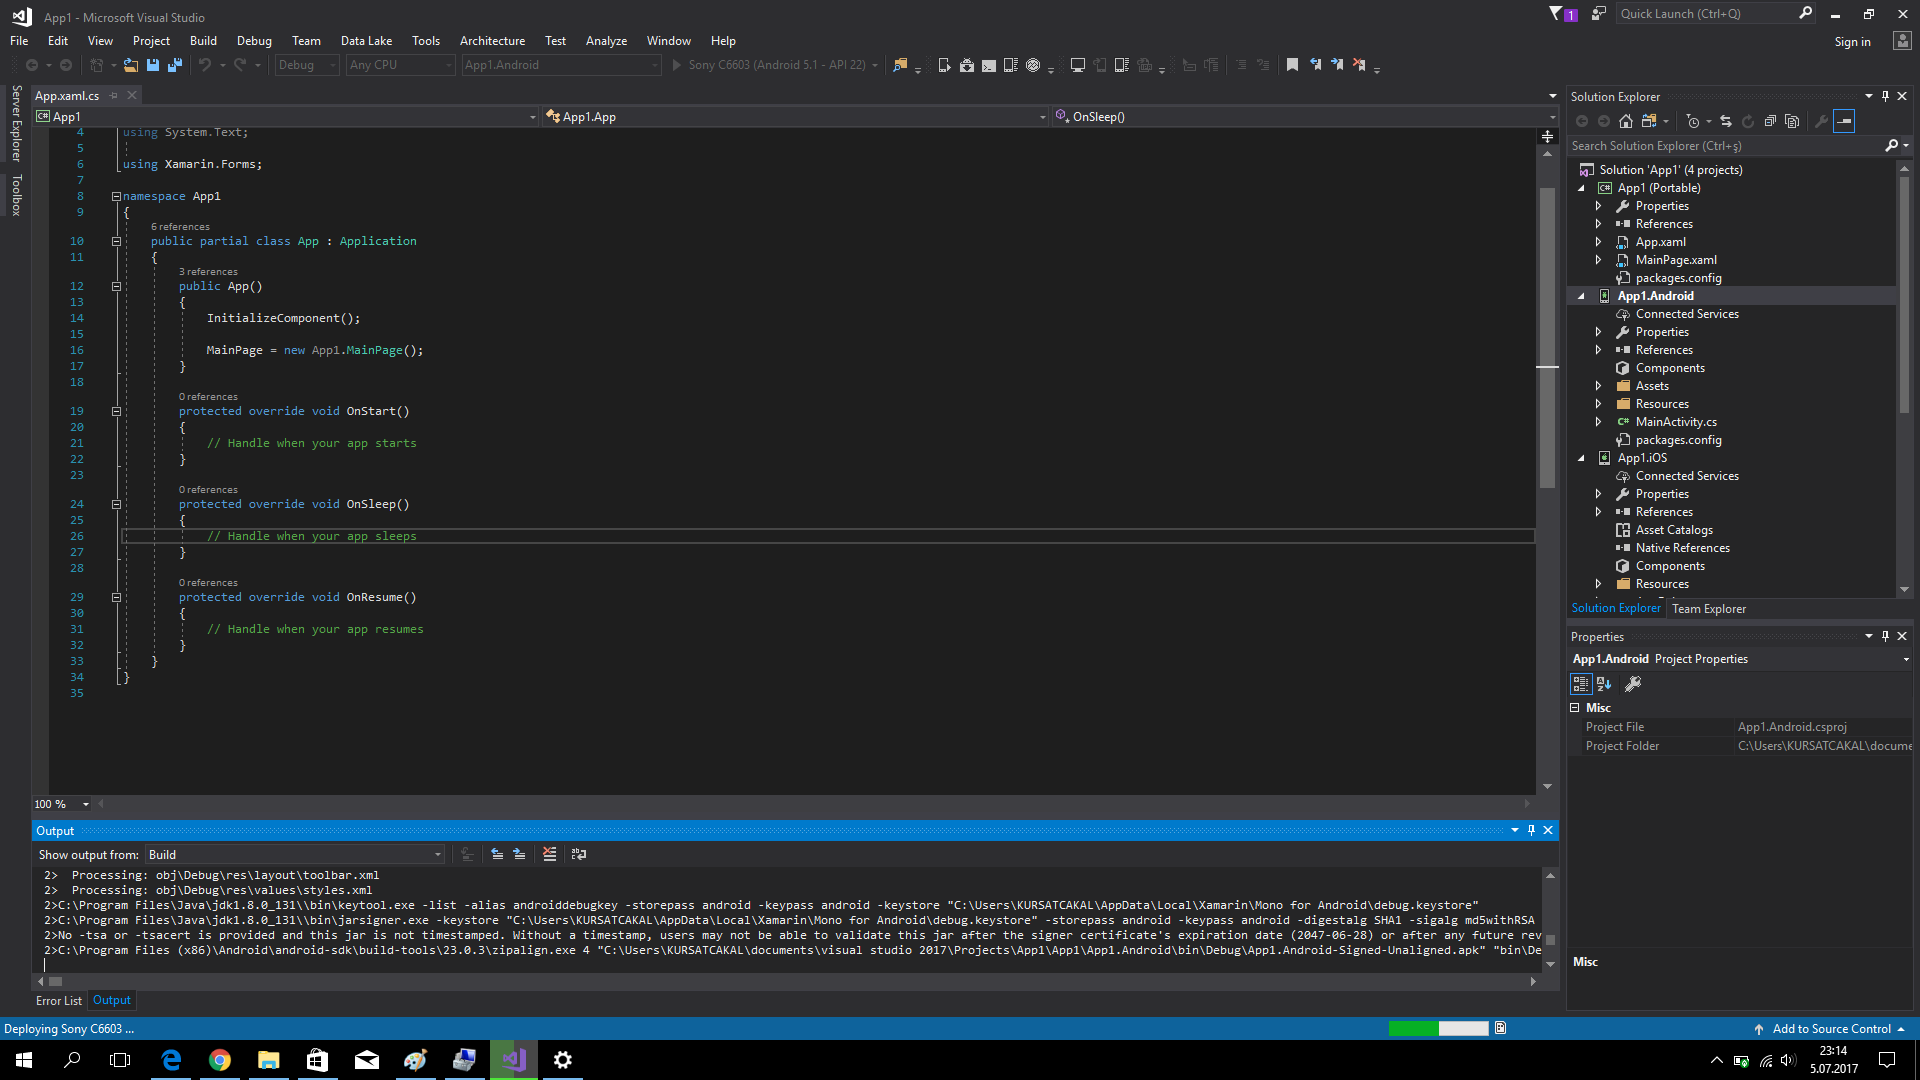 App1 - Microsoft Visual Studio
1
Quick Launch (Ctrl+Q)
File Edit View Project Build Debug Team Data Lake Tools Architecture Test Analyze Window Help
Sign in
Debug Any CPU App1.Android Sony C6603 (Android 5.1 - API 22)
Server Explorer
Toolbox
App.xaml.cs
App1 App1.App OnSleep()
4 using System.Text;
5
6 using Xamarin.Forms;
7
8 namespace App1
9 {
6 references
10 public partial class App : Application
11 {
3 references
12 public App()
13 {
14 InitializeComponent();
15
16 MainPage = new App1.MainPage();
17 }
18
0 references
19 protected override void OnStart()
20 {
21 // Handle when your app starts
22 }
23
0 references
24 protected override void OnSleep()
25 {
26 // Handle when your app sleeps
27 }
28
0 references
29 protected override void OnResume()
30 {
31 // Handle when your app resumes
32 }
33 }
34 }
35
100 %
Output
Show output from: Build
2> Processing: obj\Debug\res\layout\toolbar.xml
2> Processing: obj\Debug\res\values\styles.xml
2>C:\Program Files\Java\jdk1.8.0_131\\bin\keytool.exe -list -alias androiddebugkey -storepass android -keypass android -keystore "C:\Users\KURSATCAKAL\AppData\Local\Xamarin\Mono for Android\debug.keystore"
2>C:\Program Files\Java\jdk1.8.0_131\\bin\jarsigner.exe -keystore "C:\Users\KURSATCAKAL\AppData\Local\Xamarin\Mono for Android\debug.keystore" -storepass android -keypass android -digestalg SHA1 -sigalg md5withRSA
2>No -tsa or -tsacert is provided and this jar is not timestamped. Without a timestamp, users may not be able to validate this jar after the signer certificate's expiration date (2047-06-28) or after any future rev
2>C:\Program Files (x86)\Android\android-sdk\build-tools\23.0.3\zipalign.exe 4 "C:\Users\KURSATCAKAL\documents\visual studio 2017\Projects\App1\App1\App1.Android\bin\Debug\App1.Android-Signed-Unaligned.apk" "bin\De
Error List Output
Solution Explorer
Search Solution Explorer (Ctrl+ş)
Solution 'App1' (4 projects)
App1 (Portable)
Properties
References
App.xaml
MainPage.xaml
packages.config
App1.Android
Connected Services
Properties
References
Components
Assets
Resources
MainActivity.cs
packages.config
App1.iOS
Connected Services
Properties
References
Asset Catalogs
Native References
Components
Resources
Solution Explorer Team Explorer
Properties
App1.Android Project Properties
Misc
Project File App1.Android.csproj
Project Folder C:\Users\KURSATCAKAL\docume
Misc
Deploying Sony C6603 ...
Add to Source Control
23:14
5.07.2017